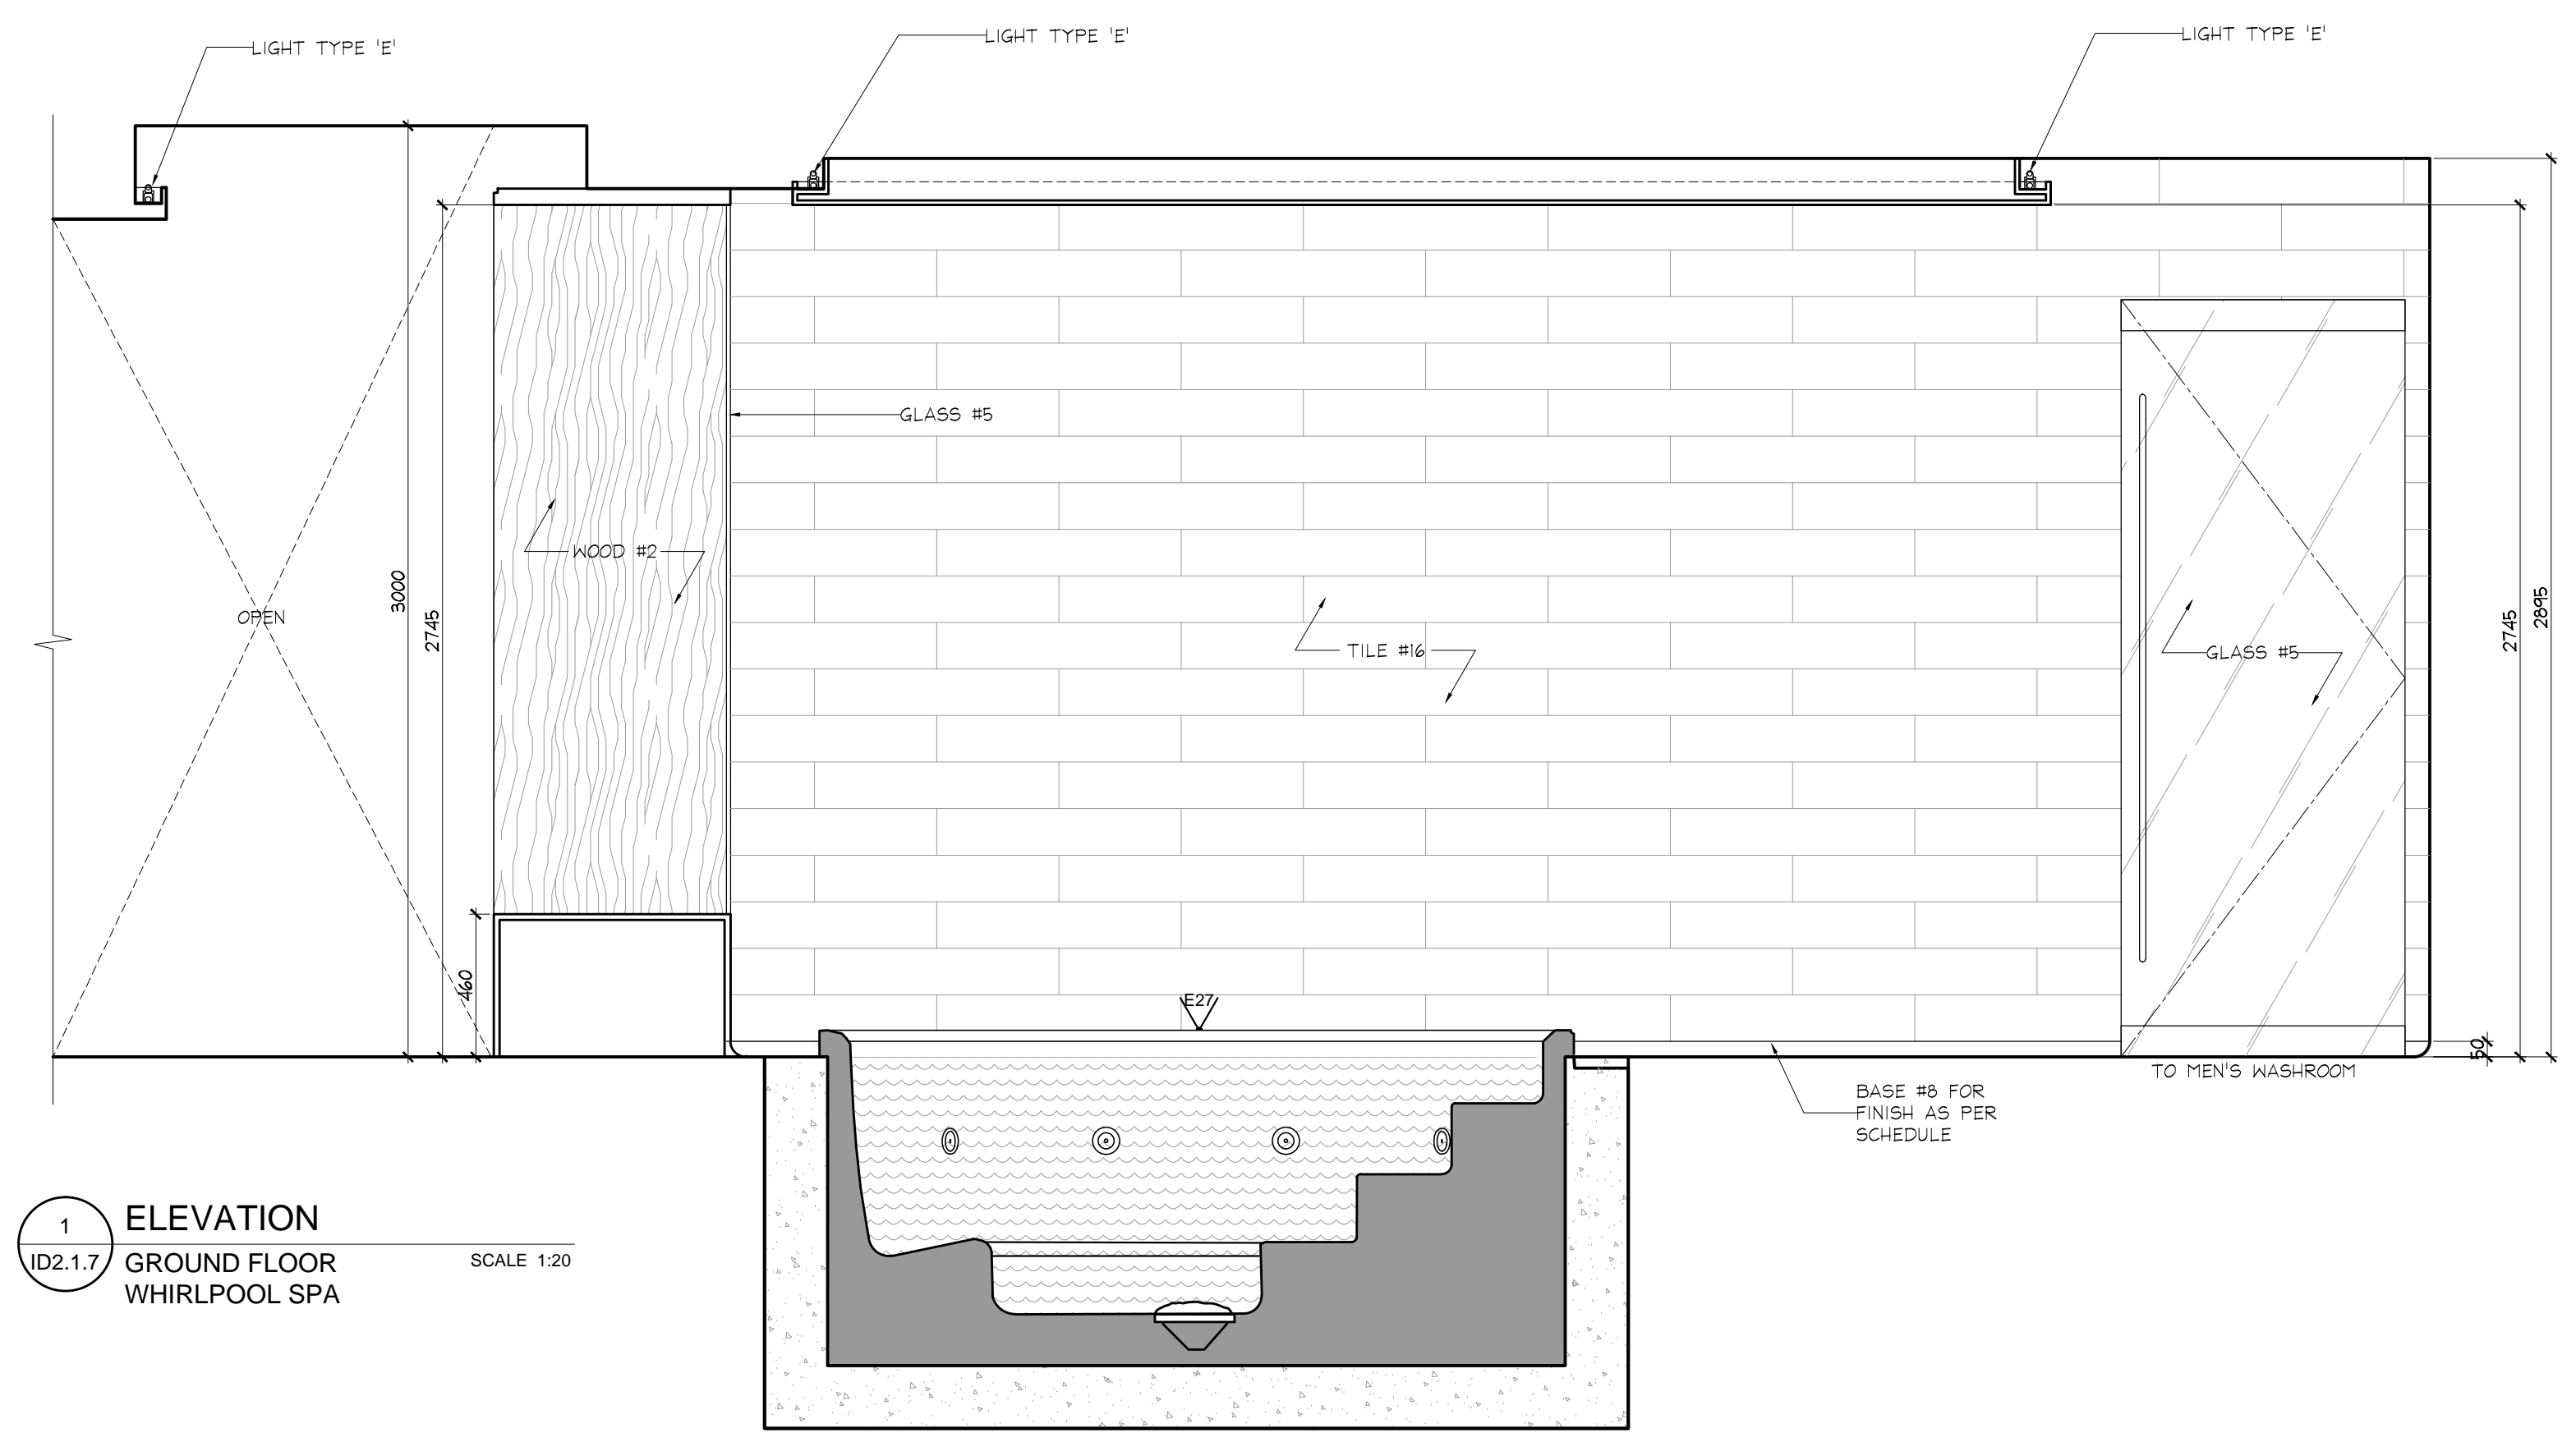 LIGHT TYPE 'E'
LIGHT TYPE 'E'
LIGHT TYPE 'E'
GLASS #5
WOOD #2
3000
2745
OPEN
TILE #16
GLASS #5
2745
2895
460
E27
50
TO MEN'S WASHROOM
BASE #8 FOR
FINISH AS PER
SCHEDULE
1
ELEVATION
ID2.1.7
GROUND FLOOR
SCALE 1:20
WHIRLPOOL SPA